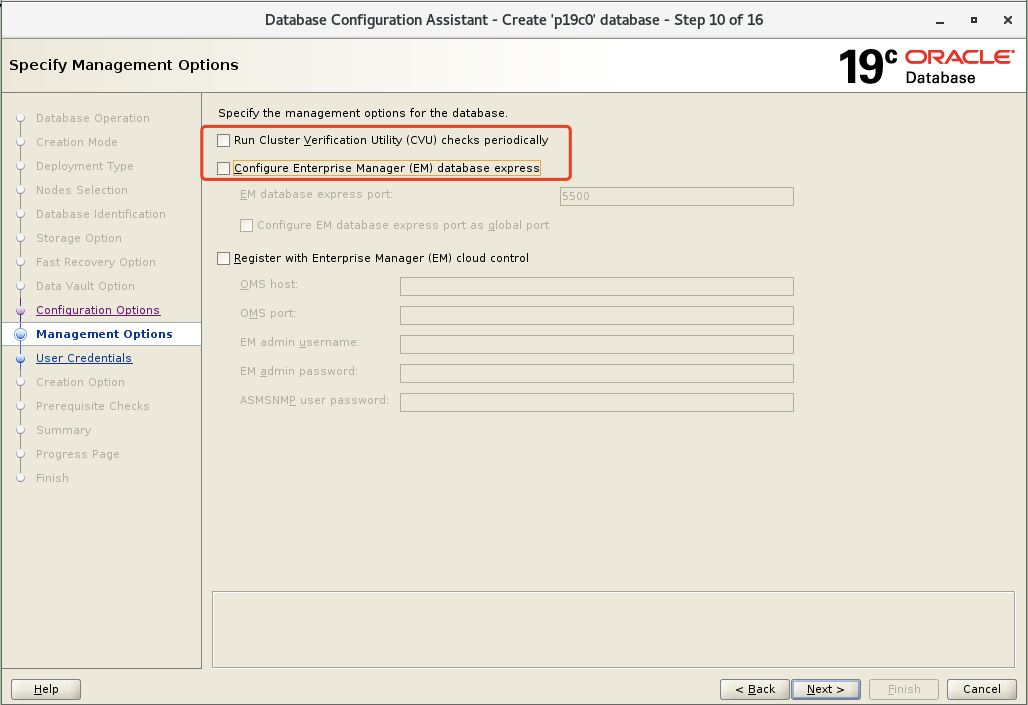 Database Configuration Assistant - Create 'p19c0' database - Step 10 of 16
Specify Management Options
19c ORACLE
Database
Database Operation
Creation Mode
Deployment Type
Nodes Selection
Database Identification
Storage Option
Fast Recovery Option
Data Vault Option
Configuration Options
Management Options
User Credentials
Creation Option
Prerequisite Checks
Summary
Progress Page
Finish
Specify the management options for the database.
Run Cluster Verification Utility (CVU) checks periodically
Configure Enterprise Manager (EM) database express
EM database express port: 5500
Configure EM database express port as global port
Register with Enterprise Manager (EM) cloud control
OMS host:
OMS port:
EM admin username:
EM admin password:
ASMSNMP user password:
Help < Back Next > Finish Cancel